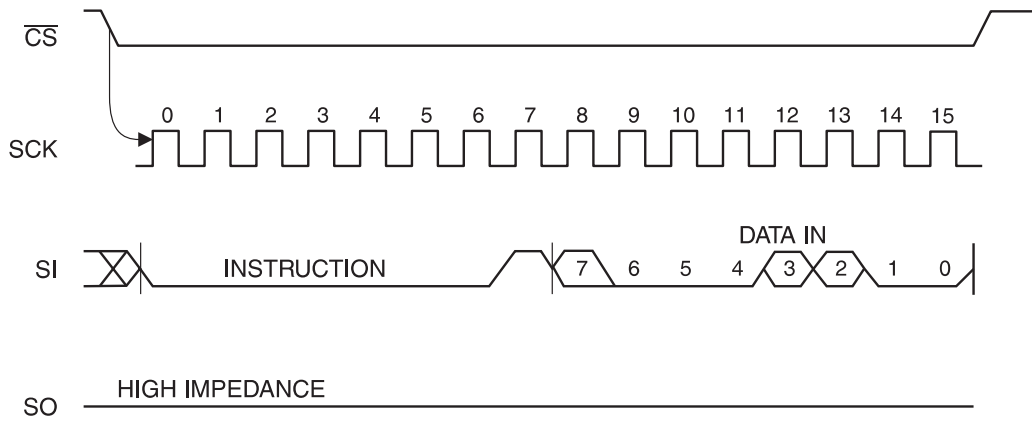 CS
0 1 2 3 4 5 6 7 8 9 10 11 12 13 14 15
SCK
DATA IN
SI INSTRUCTION 7 6 5 4 3 2 1 0
HIGH IMPEDANCE
SO